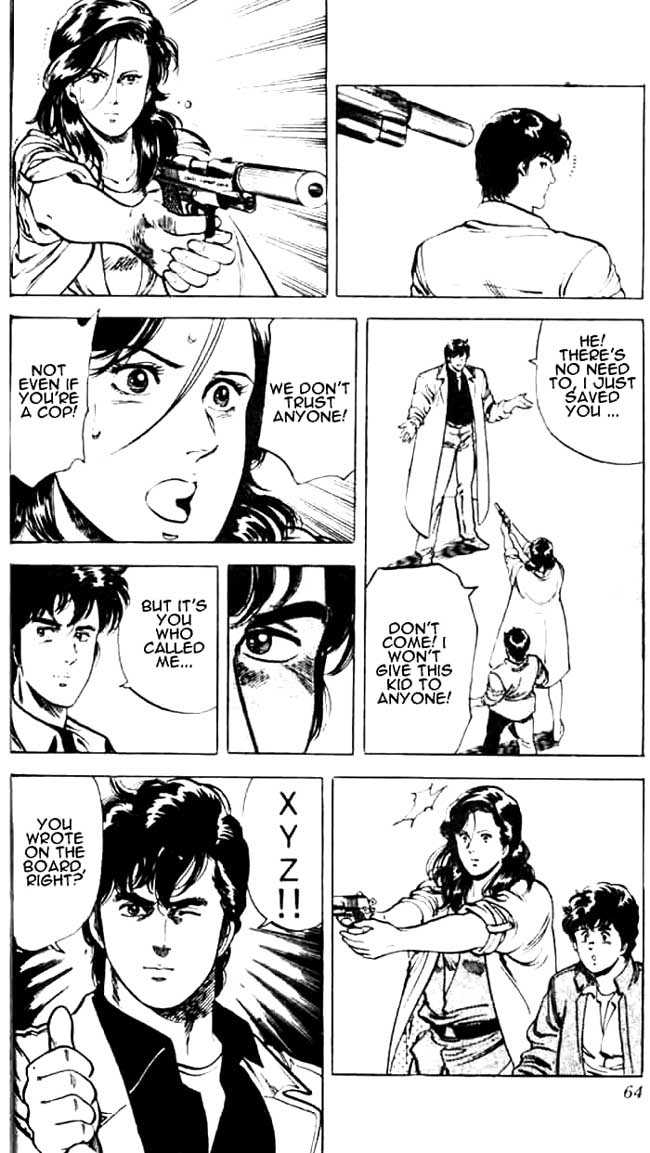 HE!
THERE'S
NO NEED
TO, I JUST
SAVED
YOU ...
DON'T
COME! I
WON'T
GIVE THIS
KID TO
ANYONE!
WE DON'T
TRUST
ANYONE!
NOT
EVEN IF
YOU'RE
A COP!
BUT IT'S
YOU
WHO
CALLED
ME...
X
Y
Z
!!
YOU
WROTE
ON THE
BOARD,
RIGHT?
64